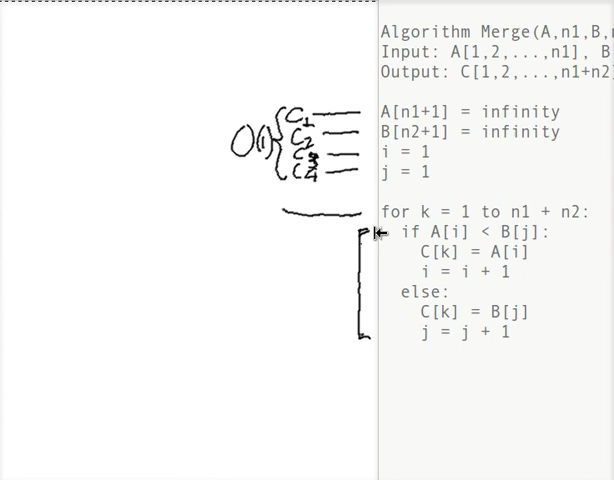 Algorithm Merge(A,n1,B,n
Input: A[1,2,...,n1], B
Output: C[1,2,...,n1+n2]
C1 A[n1+1] = infinity
O(1) C2 B[n2+1] = infinity
C3 i = 1
C4 j = 1
for k = 1 to n1 + n2:
if A[i] < B[j]:
C[k] = A[i]
i = i + 1
else:
C[k] = B[j]
j = j + 1